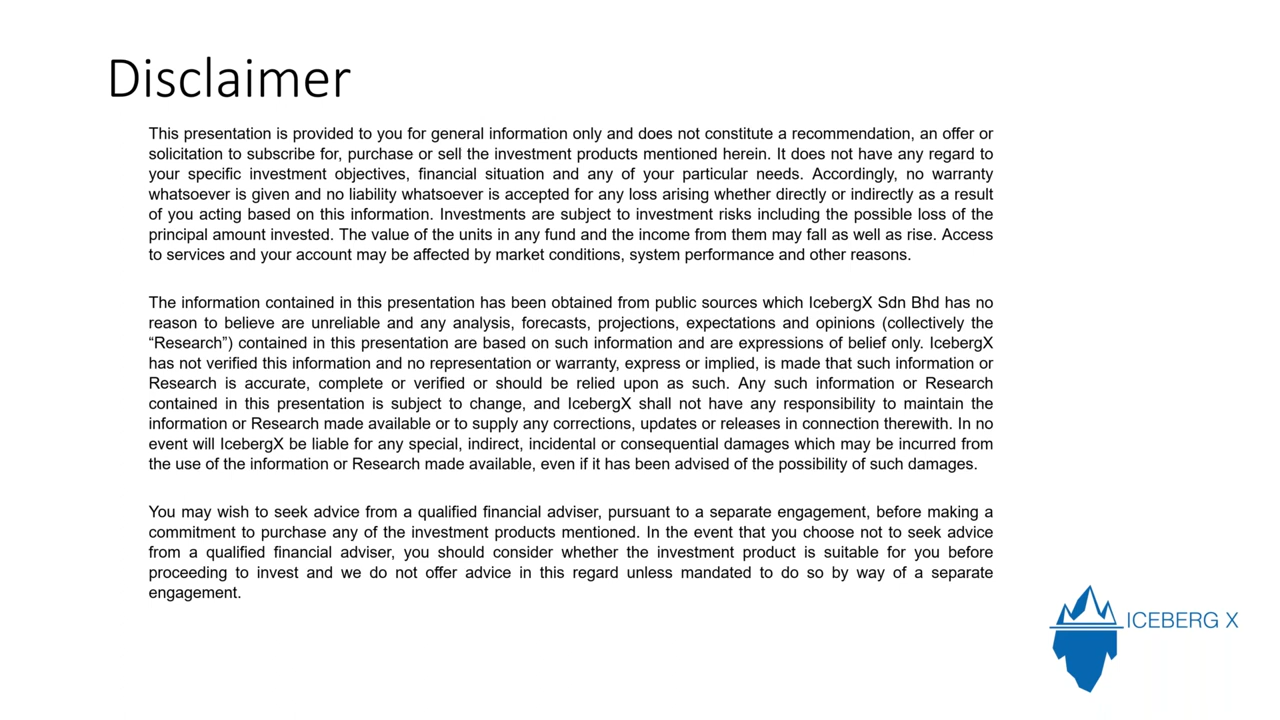 Disclaimer
This presentation is provided to you for general information only and does not constitute a recommendation, an offer or
solicitation to subscribe for, purchase or sell the investment products mentioned herein. It does not have any regard to
your specific investment objectives, financial situation and any of your particular needs. Accordingly, no warranty
whatsoever is given and no liability whatsoever is accepted for any loss arising whether directly or indirectly as a result
of you acting based on this information. Investments are subject to investment risks including the possible loss of the
principal amount invested. The value of the units in any fund and the income from them may fall as well as rise. Access
to services and your account may be affected by market conditions, system performance and other reasons.
The information contained in this presentation has been obtained from public sources which IcebergX Sdn Bhd has no
reason to believe are unreliable and any analysis, forecasts, projections, expectations and opinions (collectively the
“Research”) contained in this presentation are based on such information and are expressions of belief only. IcebergX
has not verified this information and no representation or warranty, express or implied, is made that such information or
Research is accurate, complete or verified or should be relied upon as such. Any such information or Research
contained in this presentation is subject to change, and IcebergX shall not have any responsibility to maintain the
information or Research made available or to supply any corrections, updates or releases in connection therewith. In no
event will IcebergX be liable for any special, indirect, incidental or consequential damages which may be incurred from
the use of the information or Research made available, even if it has been advised of the possibility of such damages.
You may wish to seek advice from a qualified financial adviser, pursuant to a separate engagement, before making a
commitment to purchase any of the investment products mentioned. In the event that you choose not to seek advice
from a qualified financial adviser, you should consider whether the investment product is suitable for you before
proceeding to invest and we do not offer advice in this regard unless mandated to do so by way of a separate
engagement.
ICEBERG X